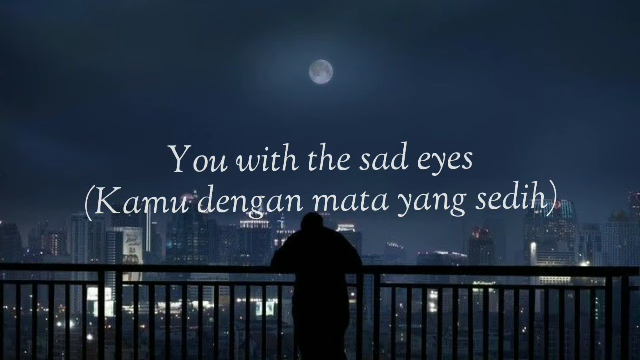 You with the sad eyes
(Kamu dengan mata yang sedih)